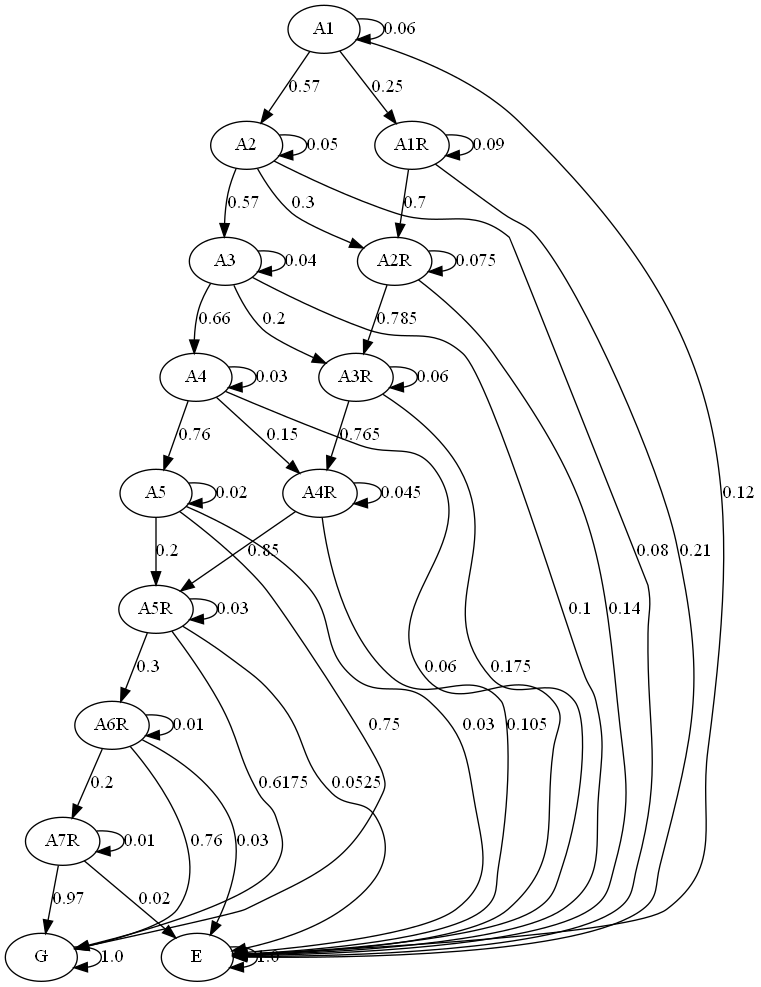 A1 0.06
0.57 0.25
A2 0.05 A1R 0.09
0.57 0.3 0.7
A3 0.04 A2R 0.075
0.66 0.2 0.785
A4 0.03 A3R 0.06
0.76 0.15 0.765
A5 0.02 A4R 0.045 0.12
0.2 0.85 0.08 0.21
A5R 0.03 0.1 0.14
0.3 0.06 0.175
A6R 0.01 0.75 0.03 0.105
0.2 0.6175 0.0525
A7R 0.01 0.76 0.03
0.97 0.02
G 1.0 E 1.0